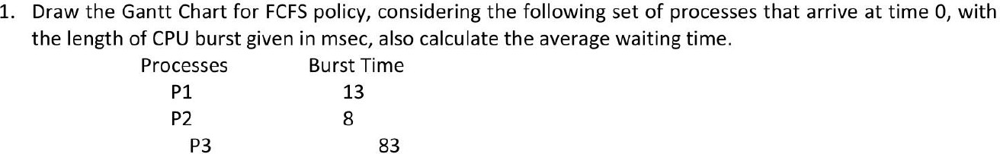 1. Draw the Gantt Chart for FCFS policy, considering the following set of processes that arrive at time 0, with
the length of CPU burst given in msec, also calculate the average waiting time.
Processes Burst Time
P1 13
P2 8
P3 83